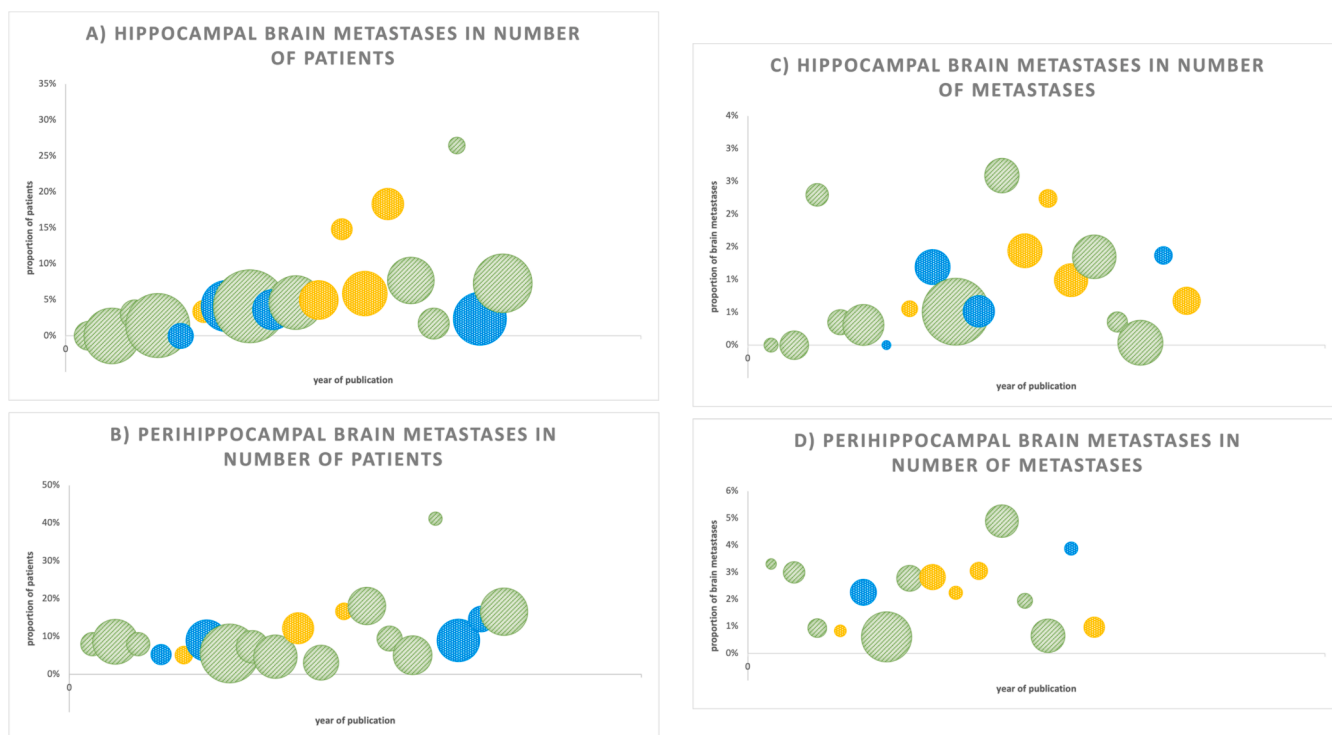 A) HIPPOCAMPAL BRAIN METASTASES IN NUMBER
OF PATIENTS
35%
30%
25%
20%
15%
10%
5%
0%
0
proportion of patients
year of publication
B) PERIHIPPOCAMPAL BRAIN METASTASES IN
NUMBER OF PATIENTS
50%
40%
30%
20%
10%
0%
0
proportion of patients
year of publication
C) HIPPOCAMPAL BRAIN METASTASES IN NUMBER
OF METASTASES
4%
3%
3%
2%
2%
1%
1%
0%
0
proportion of brain metastases
year of publication
D) PERIHIPPOCAMPAL BRAIN METASTASES IN
NUMBER OF METASTASES
6%
5%
4%
3%
2%
1%
0%
0
proportion of brain metastases
year of publication